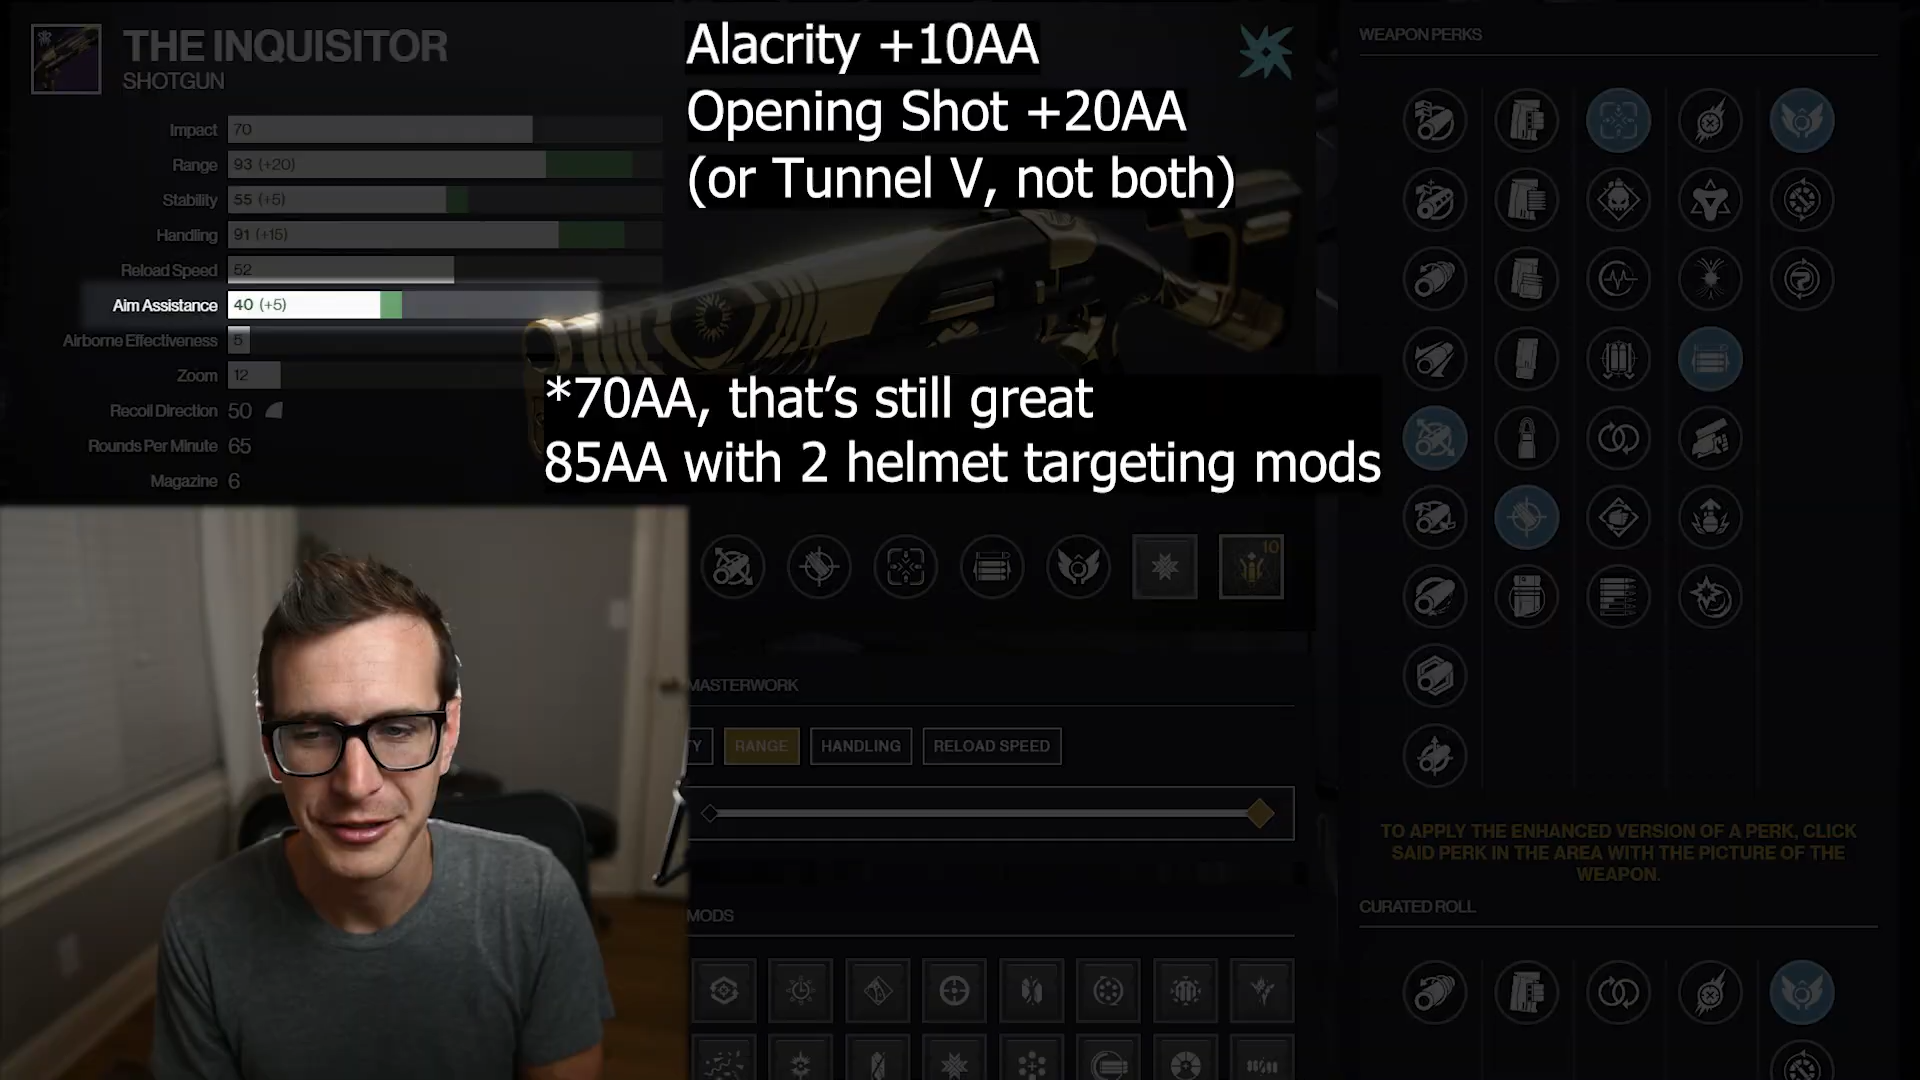 THE INQUISITOR
SHOTGUN
Impact 70
Range 93 (+20)
Stability 55 (+5)
Handling 91 (+15)
Reload Speed 52
Aim Assistance 40 (+5)
Airborne Effectiveness 5
Zoom 12
Recoil Direction 50
Rounds Per Minute 65
Magazine 6
Alacrity +10AA
Opening Shot +20AA
(or Tunnel V, not both)
*70AA, that's still great
85AA with 2 helmet targeting mods
10
MASTERWORK
TY RANGE HANDLING RELOAD SPEED
MODS
WEAPON PERKS
TO APPLY THE ENHANCED VERSION OF A PERK, CLICK
SAID PERK IN THE AREA WITH THE PICTURE OF THE
WEAPON.
CURATED ROLL